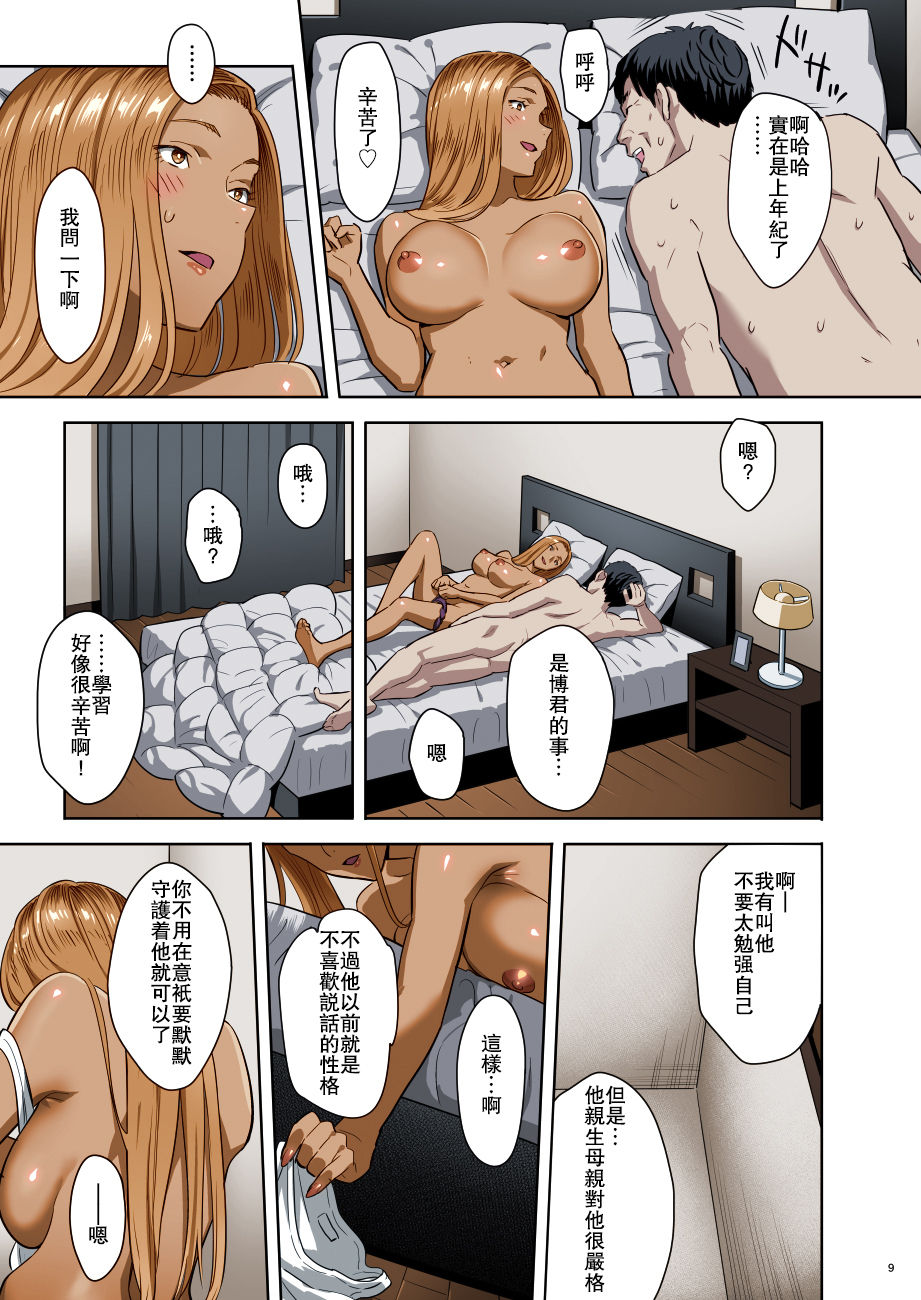 啊哈哈
實在是上年紀了
……
呼呼
辛苦了♡
……
我問一下啊
嗯？
是博君的事…
嗯
哦…
…哦？
……學習
好像很辛苦啊！
啊—
我有叫他
不要太勉强自己
但是…
他親生母親對他很嚴格
這樣…啊
不過他以前就是
不喜歡説話的性格
你不用在意衹要默默
守護着他就可以了
—嗯
9